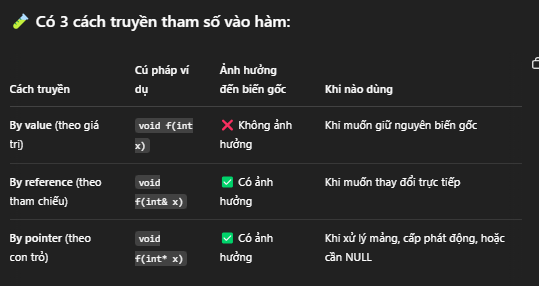 🧪 Có 3 cách truyền tham số vào hàm:
Cú pháp ví Ảnh hưởng
Cách truyền dụ đến biến gốc Khi nào dùng
By value (theo giá void f(int ❌ Không ảnh Khi muốn giữ nguyên biến gốc
trị) x) hưởng
By reference (theo void ✅ Có ảnh Khi muốn thay đổi trực tiếp
tham chiếu) f(int& x) hưởng
By pointer (theo void ✅ Có ảnh Khi xử lý mảng, cấp phát động, hoặc
con trỏ) f(int* x) hưởng cần NULL